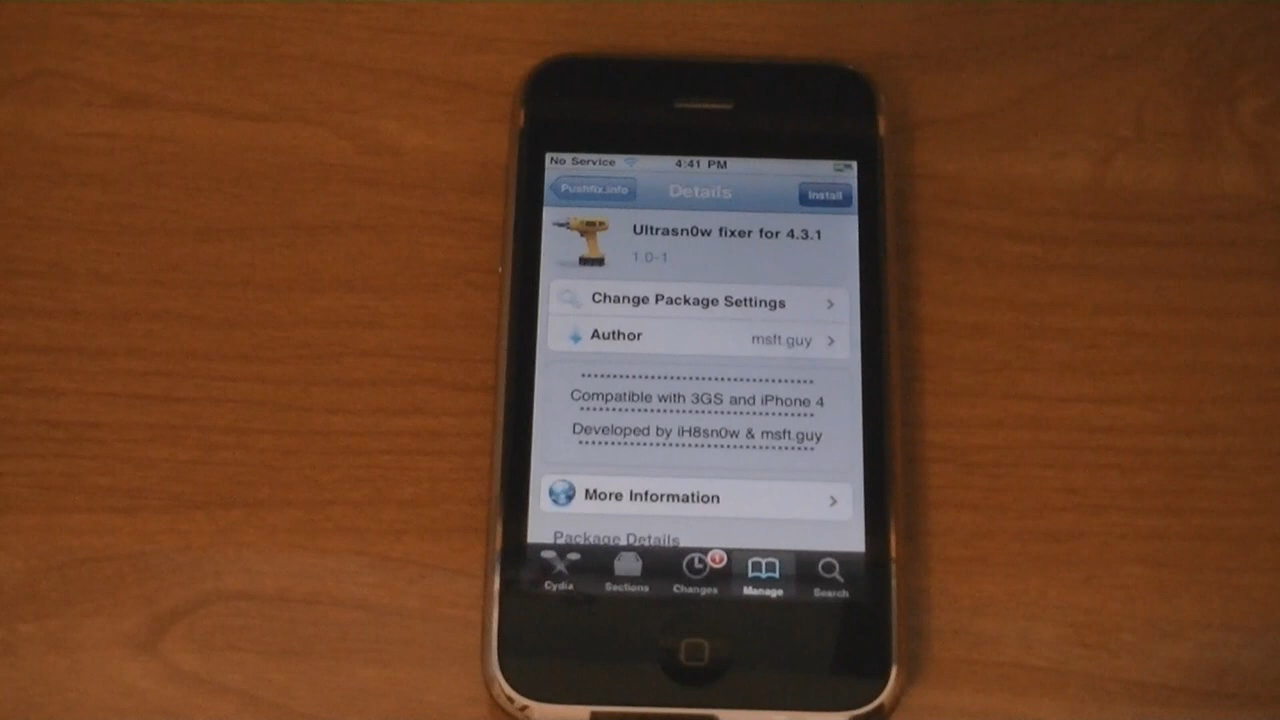 No Service 4:41 PM
Pushfix.info Details Install
Ultrasn0w fixer for 4.3.1
1.0-1
Change Package Settings
Author msft.guy
Compatible with 3GS and iPhone 4
Developed by iH8sn0w & msft.guy
More Information
Package Details
1
Cydia Sections Changes Manage Search